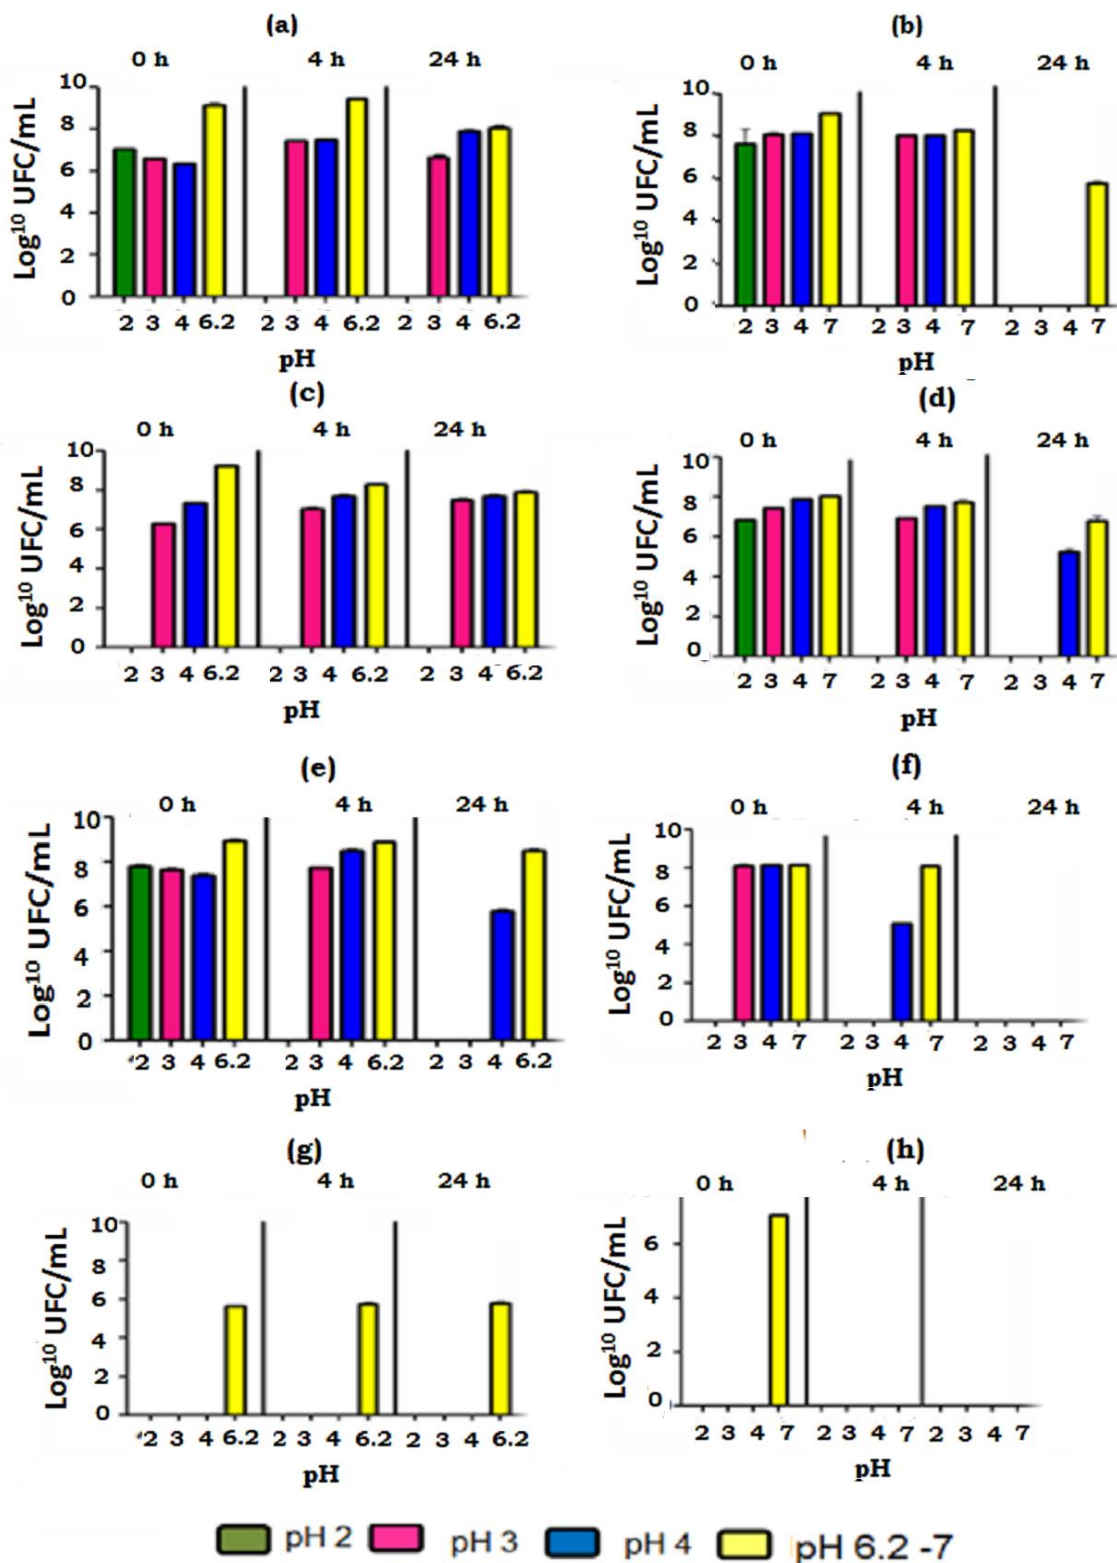 (a)
0 h 4 h 24 h
Log¹⁰ UFC/mL
10
8
6
4
2
0
2 3 4 6.2 2 3 4 6.2 2 3 4 6.2
pH
(b)
0 h 4 h 24 h
Log¹⁰ UFC/mL
10
8
6
4
2
0
2 3 4 7 2 3 4 7 2 3 4 7
pH
(c)
0 h 4 h 24 h
Log¹⁰ UFC/mL
10
8
6
4
2
0
2 3 4 6.2 2 3 4 6.2 2 3 4 6.2
pH
(d)
0 h 4 h 24 h
Log¹⁰ UFC/mL
10
8
6
4
2
0
2 3 4 7 2 3 4 7 2 3 4 7
pH
(e)
0 h 4 h 24 h
Log¹⁰ UFC/mL
10
8
6
4
2
0
2 3 4 6.2 2 3 4 6.2 2 3 4 6.2
pH
(f)
0 h 4 h 24 h
Log¹⁰ UFC/mL
10
8
6
4
2
0
2 3 4 7 2 3 4 7 2 3 4 7
pH
(g)
0 h 4 h 24 h
Log¹⁰ UFC/mL
10
8
6
4
2
0
2 3 4 6.2 2 3 4 6.2 2 3 4 6.2
pH
(h)
0 h 4 h 24 h
Log¹⁰ UFC/mL
6
4
2
0
2 3 4 7 2 3 4 7 2 3 4 7
pH
pH 2 pH 3 pH 4 pH 6.2 -7